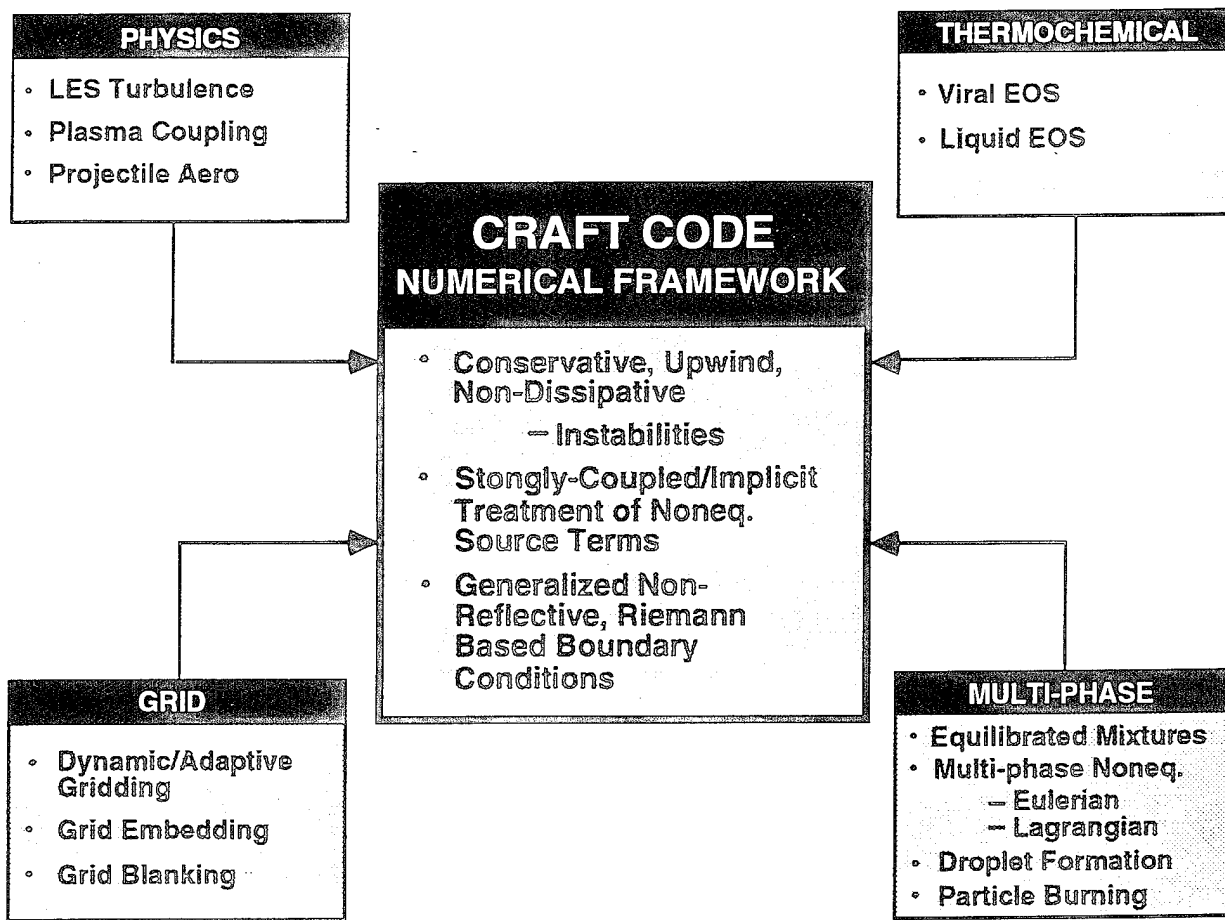 PHYSICS
• LES Turbulence
• Plasma Coupling
• Projectile Aero
THERMOCHEMICAL
• Viral EOS
• Liquid EOS
CRAFT CODE
NUMERICAL FRAMEWORK
• Conservative, Upwind,
Non-Dissipative
– Instabilities
• Stongly-Coupled/Implicit
Treatment of Noneq.
Source Terms
• Generalized Non-
Reflective, Riemann
Based Boundary
Conditions
GRID
• Dynamic/Adaptive
Gridding
• Grid Embedding
• Grid Blanking
MULTI-PHASE
• Equilibrated Mixtures
• Multi-phase Noneq.
– Eulerian
– Lagrangian
• Droplet Formation
• Particle Burning